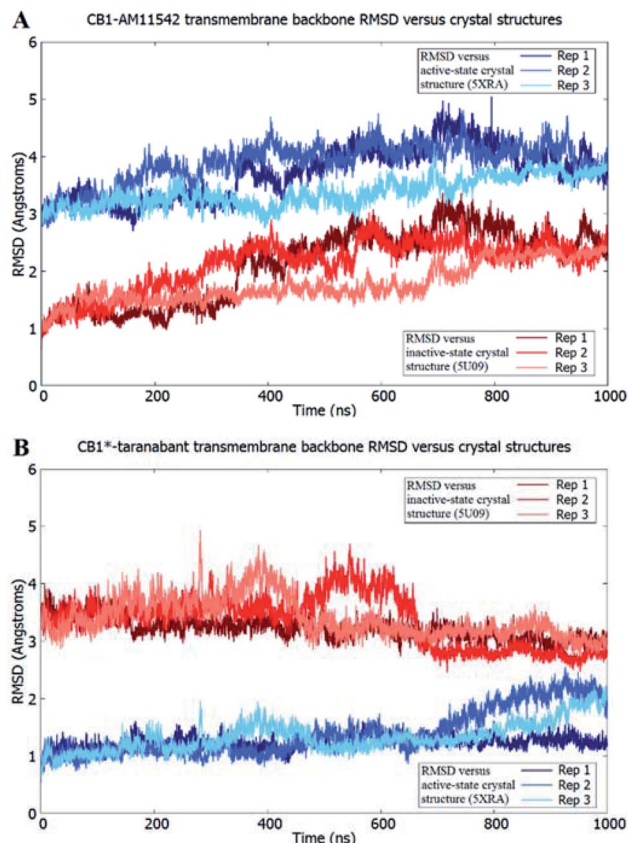 A
CB1-AM11542 transmembrane backbone RMSD versus crystal structures
6
5
4
3
2
1
0
RMSD (Angstroms)
RMSD versus
active-state crystal
structure (5XRA)
Rep 1
Rep 2
Rep 3
RMSD versus
inactive-state crystal
structure (5U09)
Rep 1
Rep 2
Rep 3
0 200 400 600 800 1000
Time (ns)
B
CB1*-taranabant transmembrane backbone RMSD versus crystal structures
6
5
4
3
2
1
0
RMSD (Angstroms)
RMSD versus
inactive-state crystal
structure (5U09)
Rep 1
Rep 2
Rep 3
RMSD versus
active-state crystal
structure (5XRA)
Rep 1
Rep 2
Rep 3
0 200 400 600 800 1000
Time (ns)